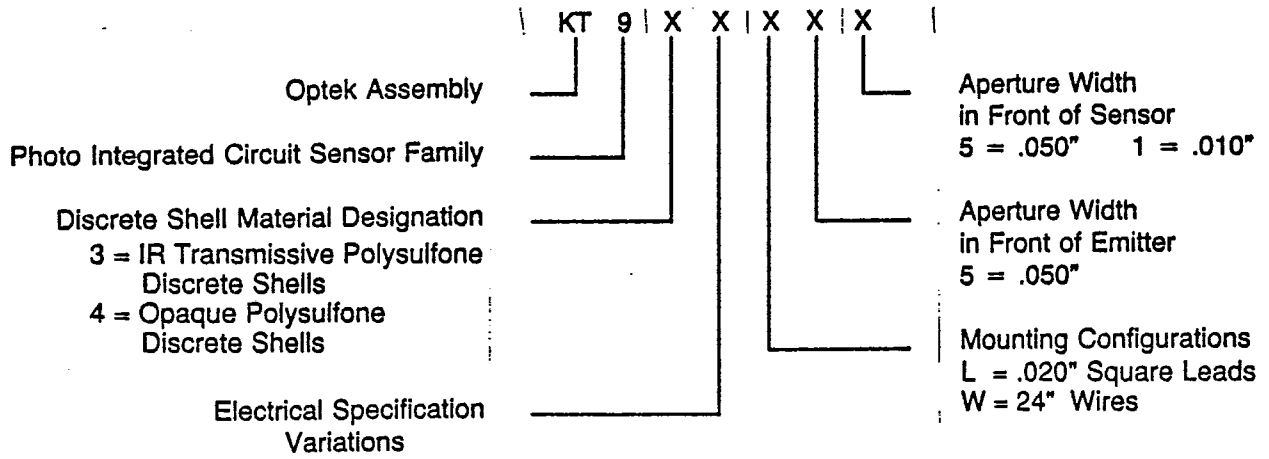 KT 9 X X X X X
Optek Assembly
Photo Integrated Circuit Sensor Family
Discrete Shell Material Designation
3 = IR Transmissive Polysulfone
Discrete Shells
4 = Opaque Polysulfone
Discrete Shells
Electrical Specification
Variations
Aperture Width
in Front of Sensor
5 = .050" 1 = .010"
Aperture Width
in Front of Emitter
5 = .050"
Mounting Configurations
L = .020" Square Leads
W = 24" Wires